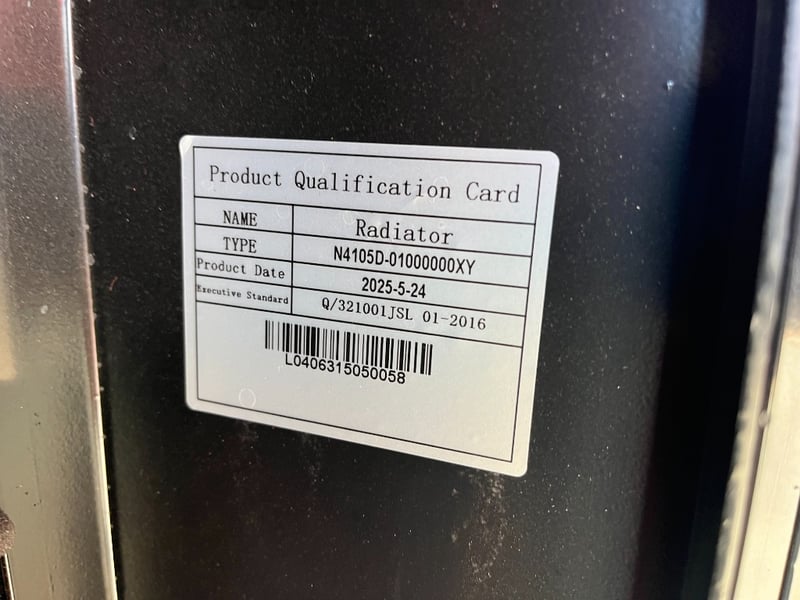 Product Qualification Card
NAME Radiator
TYPE N4105D-01000000XY
Product Date 2025-5-24
Executive Standard Q/321001JSL 01-2016
L0406315050058